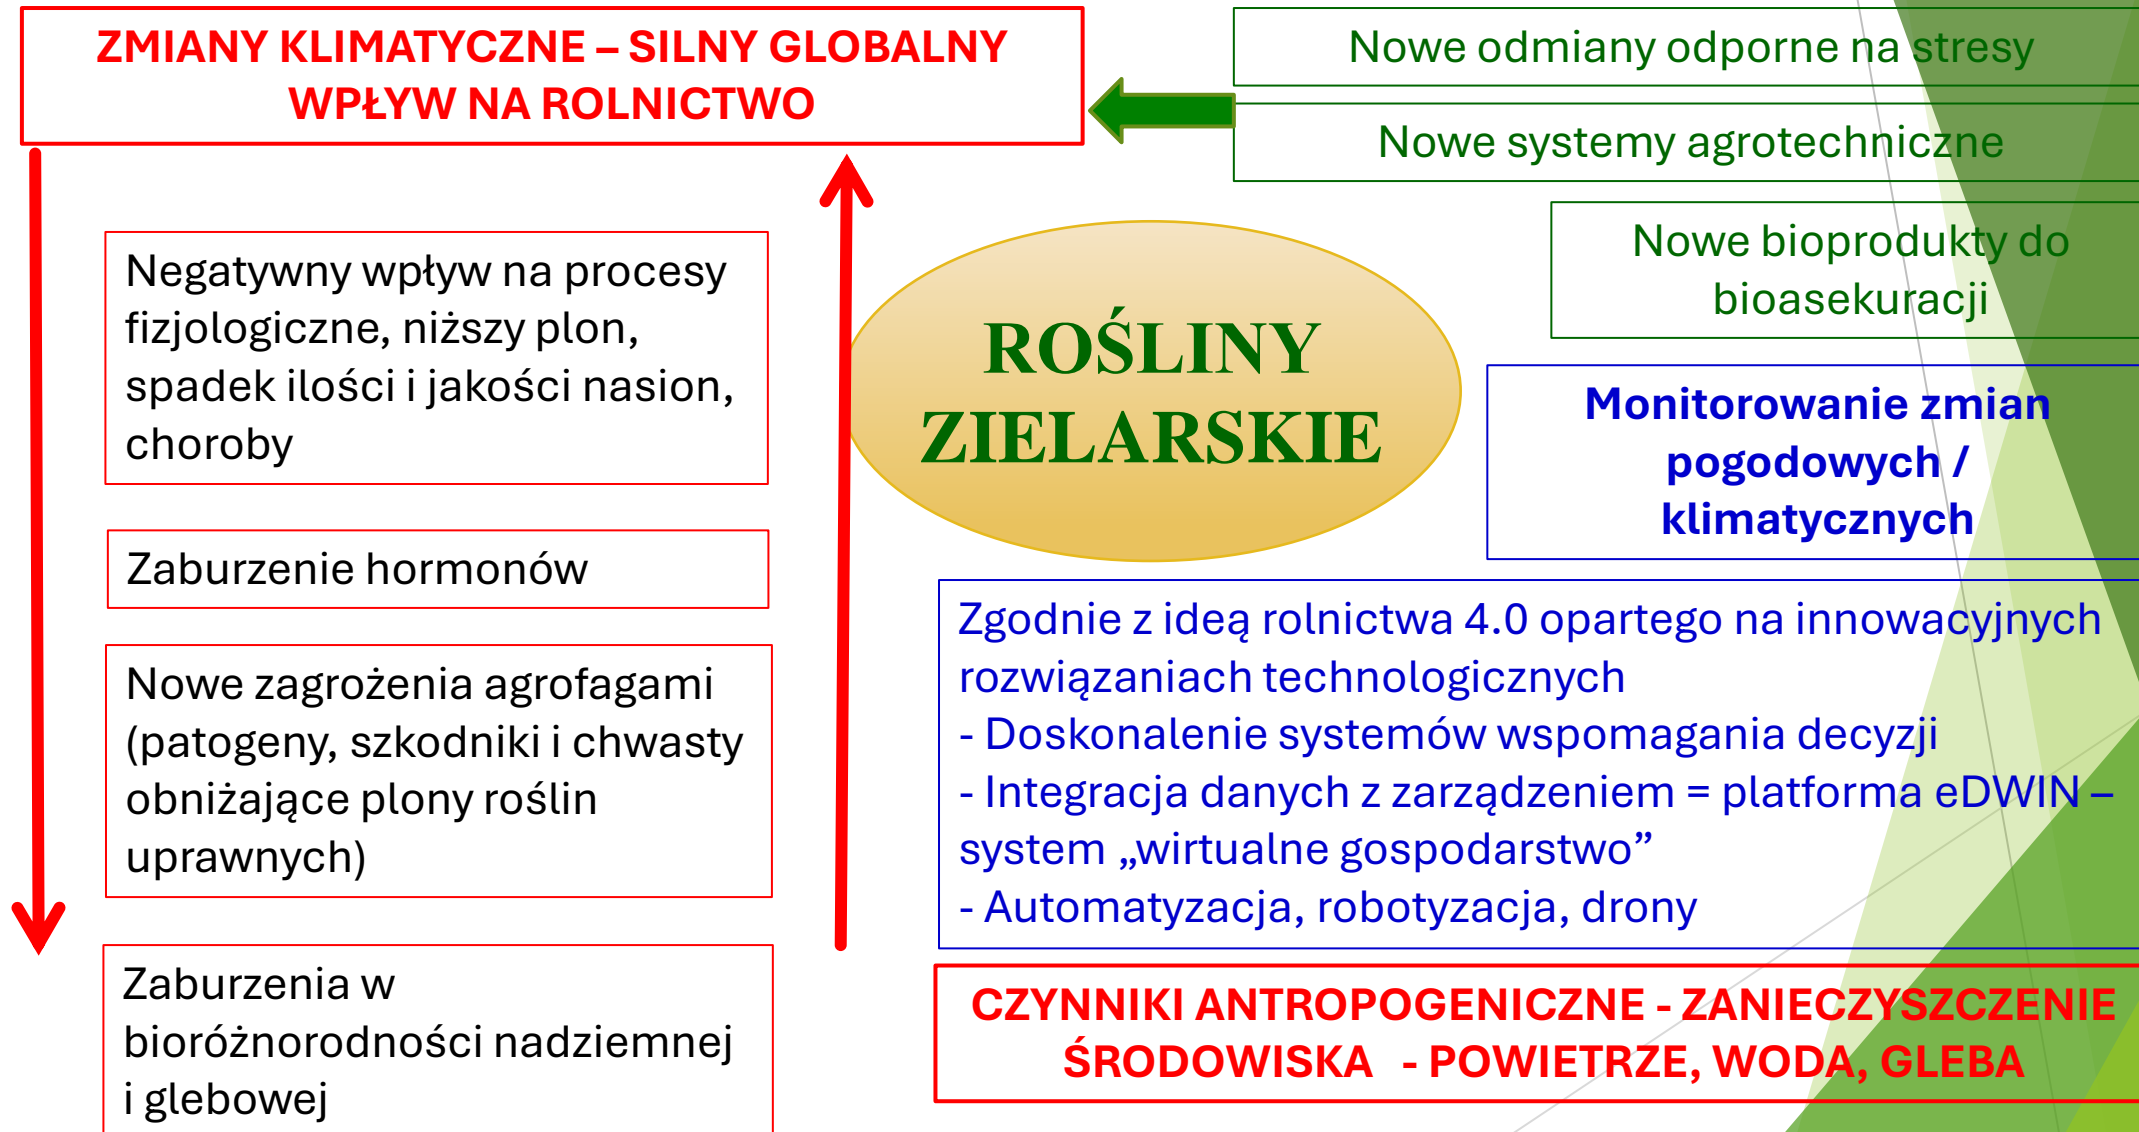 ZMIANY KLIMATYCZNE – SILNY GLOBALNY
WPŁYW NA ROLNICTWO
Negatywny wpływ na procesy
fizjologiczne, niższy plon,
spadek ilości i jakości nasion,
choroby
Zaburzenie hormonów
Nowe zagrożenia agrofagami
(patogeny, szkodniki i chwasty
obniżające plony roślin
uprawnych)
Zaburzenia w
bioróżnorodności nadziemnej
i glebowej
ROŚLINY
ZIELARSKIE
Nowe odmiany odporne na stresy
Nowe systemy agrotechniczne
Nowe bioprodukty do
bioasekuracji
Monitorowanie zmian
pogodowych /
klimatycznych
Zgodnie z ideą rolnictwa 4.0 opartego na innowacyjnych
rozwiązaniach technologicznych
- Doskonalenie systemów wspomagania decyzji
- Integracja danych z zarządzeniem = platforma eDWIN –
system „wirtualne gospodarstwo”
- Automatyzacja, robotyzacja, drony
CZYNNIKI ANTROPOGENICZNE - ZANIECZYSZCZENIE
ŚRODOWISKA - POWIETRZE, WODA, GLEBA